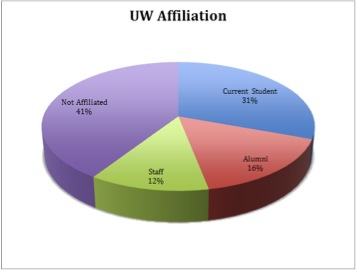 UW Affiliation
Current Student
31%
Alumni
16%
Staff
12%
Not Affiliated
41%